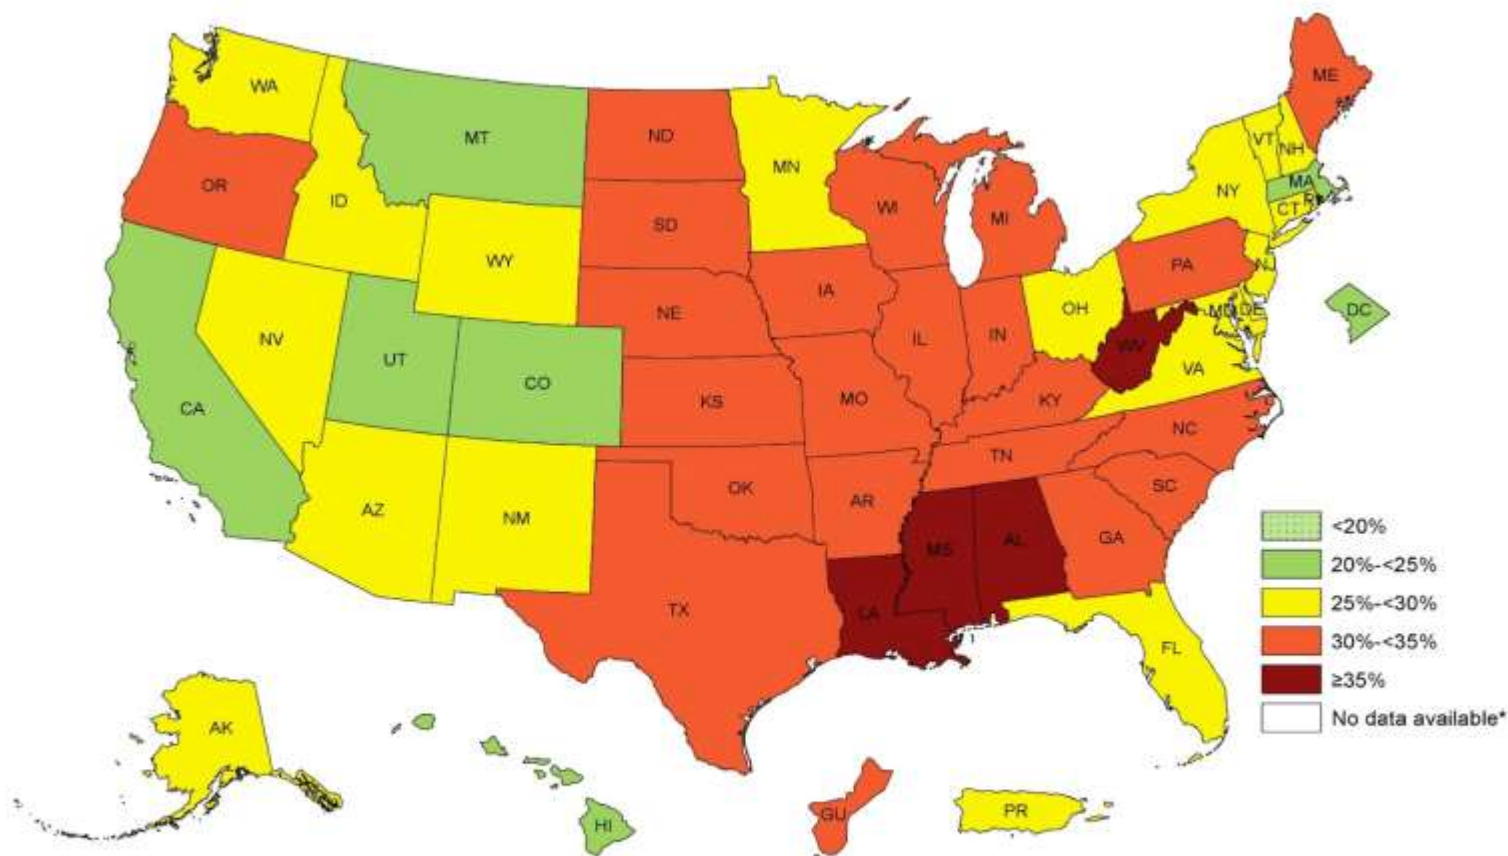 WA
MT
ND
MN
ME
VT
NH
OR
ID
WY
SD
WI
MI
NY
MA
CT
NV
UT
CO
NE
IA
IL
IN
OH
PA
NJ
MD
DE
DC
CA
KS
MO
KY
WV
VA
AZ
NM
OK
AR
TN
NC
SC
TX
LA
MS
AL
GA
FL
AK
HI
GU
PR
<20%
20%-<25%
25%-<30%
30%-<35%
≥35%
No data available*